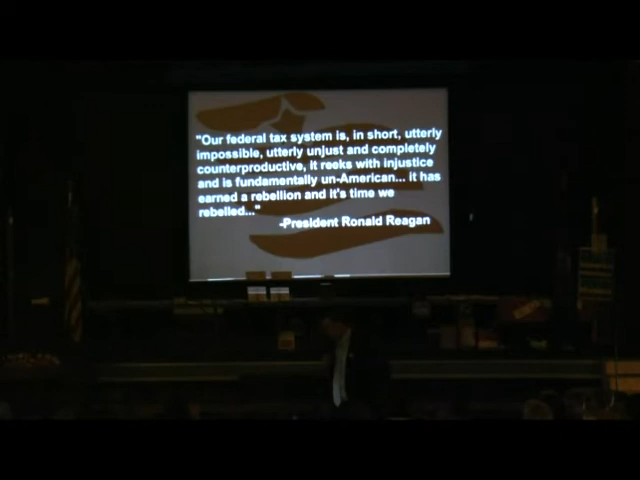 "Our federal tax system is, in short, utterly
impossible, utterly unjust and completely
counterproductive, it reeks with injustice
and is fundamentally un-American... it has
earned a rebellion and it's time we
rebelled..."
-President Ronald Reagan